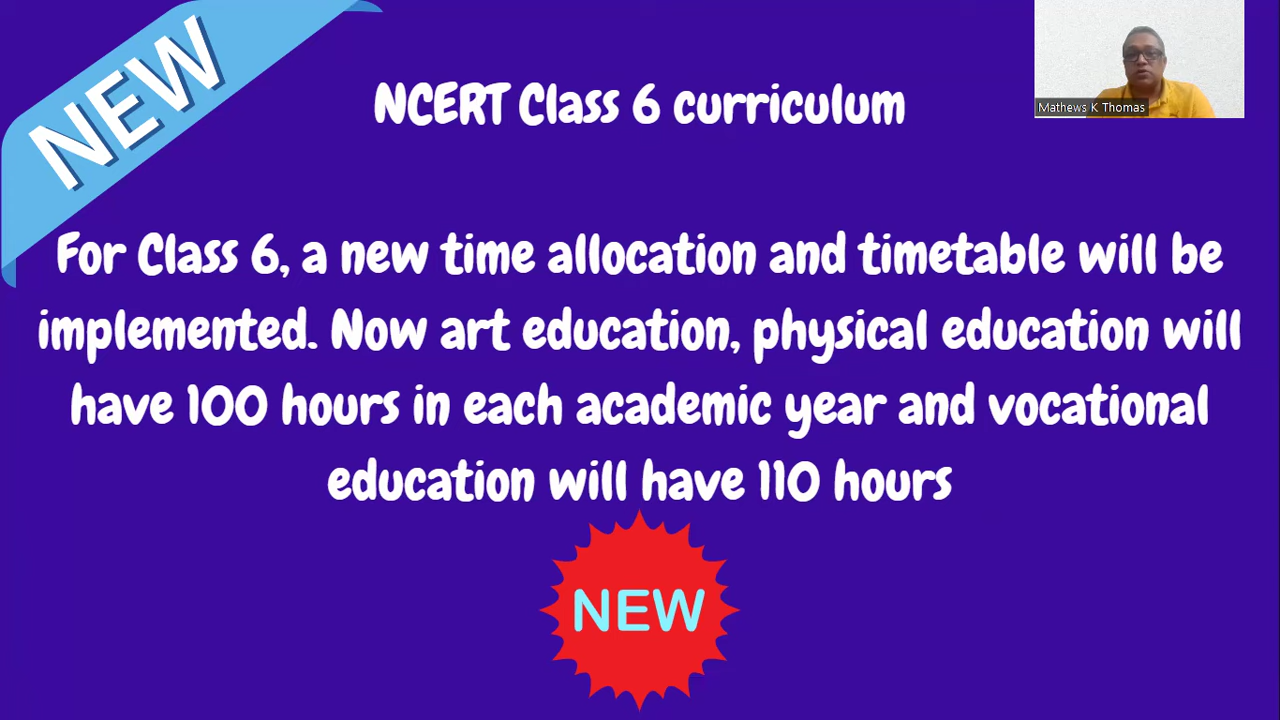 NEW
NCERT Class 6 curriculum
Mathews K Thomas
For Class 6, a new time allocation and timetable will be
implemented. Now art education, physical education will
have 100 hours in each academic year and vocational
education will have 110 hours
NEW